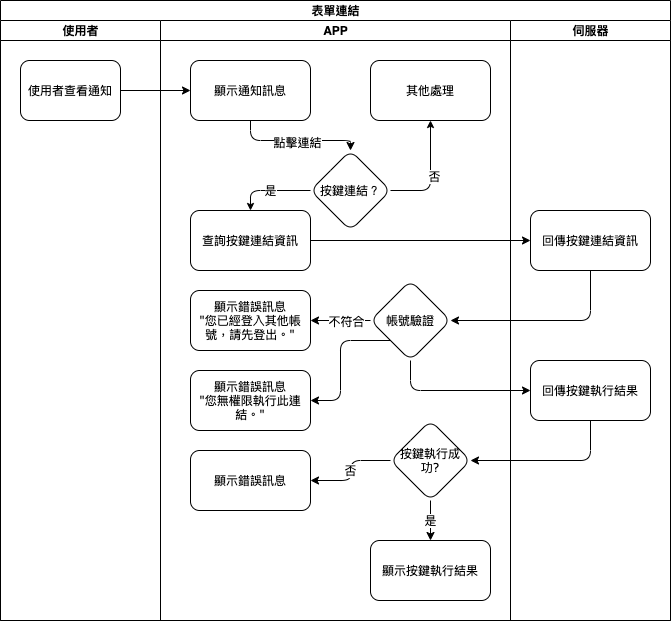 表單連結
使用者
APP
伺服器
使用者查看通知
顯示通知訊息
其他處理
點擊連結
按鍵連結？
否
是
查詢按鍵連結資訊
回傳按鍵連結資訊
顯示錯誤訊息
"您已經登入其他帳
號，請先登出。"
不符合
帳號驗證
顯示錯誤訊息
"您無權限執行此連
結。"
回傳按鍵執行結果
按鍵執行成
功?
否
顯示錯誤訊息
是
顯示按鍵執行結果